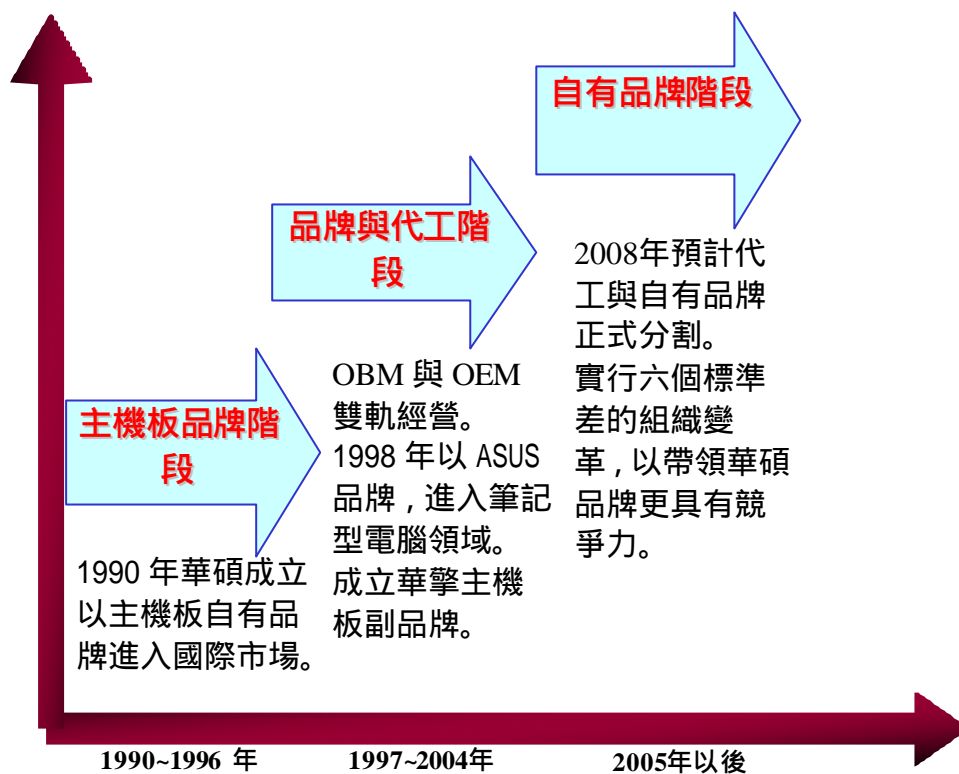 主機板品牌階
段
1990 年華碩成立
以主機板自有品
牌進入國際市場。
品牌與代工階
段
OBM 與 OEM
雙軌經營。
1998 年以 ASUS
品牌，進入筆記
型電腦領域。
成立華擎主機
板副品牌。
自有品牌階段
2008年預計代
工與自有品牌
正式分割。
實行六個標準
差的組織變
革，以帶領華碩
品牌更具有競
爭力。
1990~1996 年
1997~2004年
2005年以後